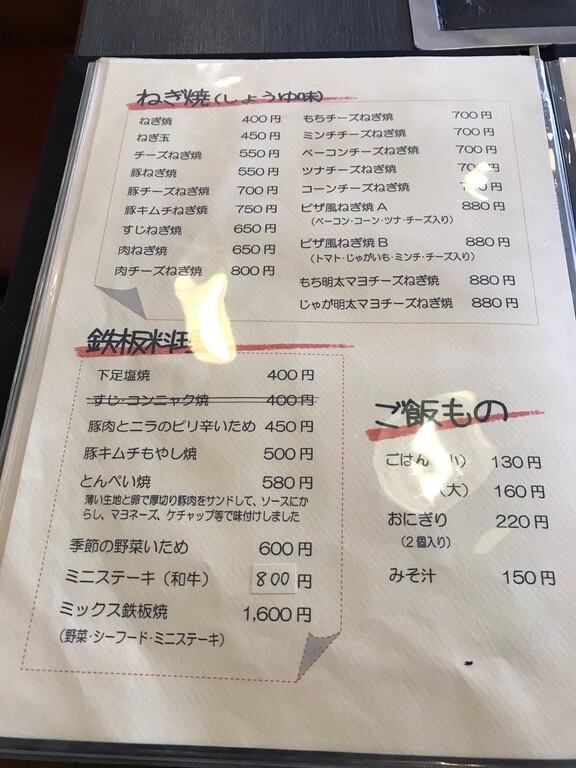 ねぎ焼(しょうゆ味)
ねぎ焼 400円
ねぎ玉 450円
チーズねぎ焼 550円
豚ねぎ焼 550円
豚チーズねぎ焼 700円
豚キムチねぎ焼 750円
すじねぎ焼 650円
肉ねぎ焼 650円
肉チーズねぎ焼 800円
もちチーズねぎ焼 700円
ミンチチーズねぎ焼 700円
ベーコンチーズねぎ焼 700円
ツナチーズねぎ焼 円
コーンチーズねぎ焼 円
ピザ風ねぎ焼A 880円
(ベーコン・コーン・ツナ・チーズ入り)
ピザ風ねぎ焼B 880円
(トマト・じゃがいも・ミンチ・チーズ入り)
もち明太マヨチーズねぎ焼 880円
じゃが明太マヨチーズねぎ焼 880円
鉄板料理
下足塩焼 400円
すじ・コンニャク焼 400円
豚肉とニラのピリ辛いため 450円
豚キムチもやし焼 500円
とんぺい焼 580円
薄い生地と卵で厚切り豚肉をサンドして、ソースにか
らし、マヨネーズ、ケチャップ等で味付けしました
季節の野菜いため 600円
ミニステーキ(和牛) 800円
ミックス鉄板焼 1,600円
(野菜・シーフード・ミニステーキ)
ご飯もの
ごはん(小) 130円
(大) 160円
おにぎり 220円
(2個入り)
みそ汁 150円